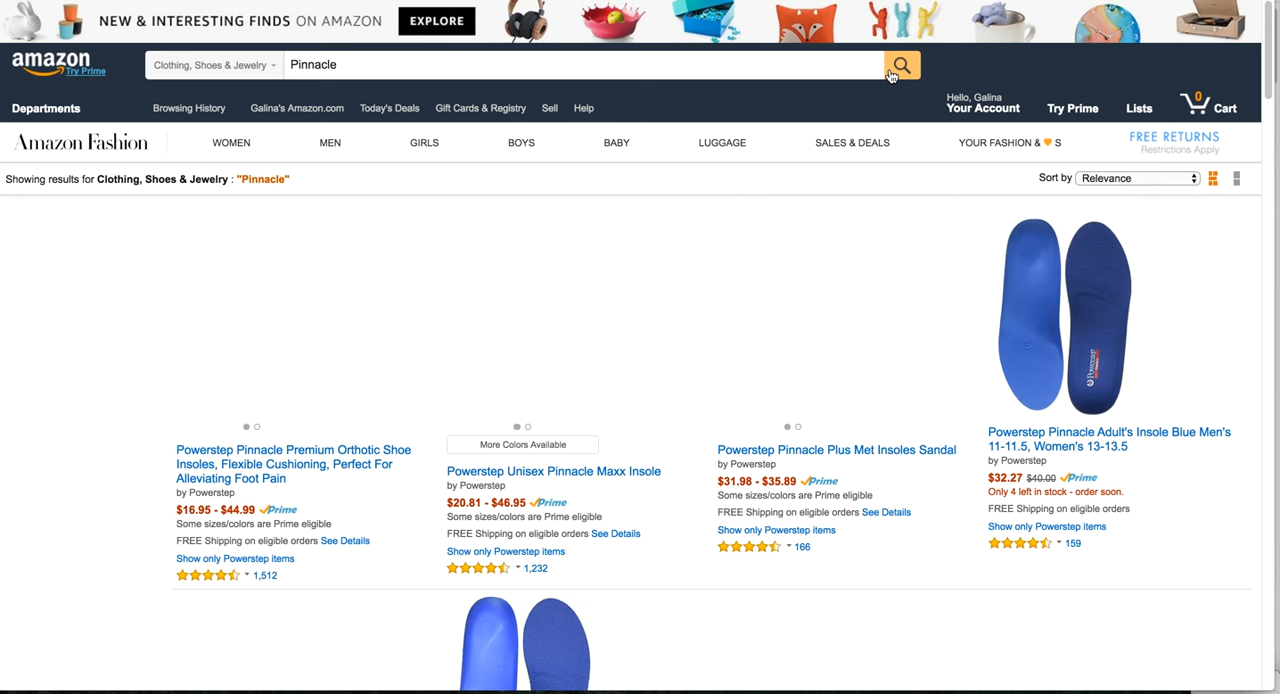 NEW & INTERESTING FINDS ON AMAZON EXPLORE
amazon
Try Prime
Clothing, Shoes & Jewelry
Pinnacle
Departments
Browsing History Galina's Amazon.com Today's Deals Gift Cards & Registry Sell Help
Hello, Galina
Your Account Try Prime Lists 0 Cart
Amazon Fashion WOMEN MEN GIRLS BOYS BABY LUGGAGE SALES & DEALS YOUR FASHION & 🧡 S
FREE RETURNS
Restrictions Apply
Showing results for Clothing, Shoes & Jewelry : "Pinnacle"
Sort by Relevance
Powerstep Pinnacle Premium Orthotic Shoe
Insoles, Flexible Cushioning, Perfect For
Alleviating Foot Pain
by Powerstep
$16.95 - $44.99 Prime
Some sizes/colors are Prime eligible
FREE Shipping on eligible orders See Details
Show only Powerstep items
1,512
More Colors Available
Powerstep Unisex Pinnacle Maxx Insole
by Powerstep
$20.81 - $46.95 Prime
Some sizes/colors are Prime eligible
FREE Shipping on eligible orders See Details
Show only Powerstep items
1,232
Powerstep Pinnacle Plus Met Insoles Sandal
by Powerstep
$31.98 - $35.89 Prime
Some sizes/colors are Prime eligible
FREE Shipping on eligible orders See Details
Show only Powerstep items
166
Powerstep
Powerstep Pinnacle Adult's Insole Blue Men's
11-11.5, Women's 13-13.5
by Powerstep
$32.27 $40.00 Prime
Only 4 left in stock - order soon.
FREE Shipping on eligible orders
Show only Powerstep items
159